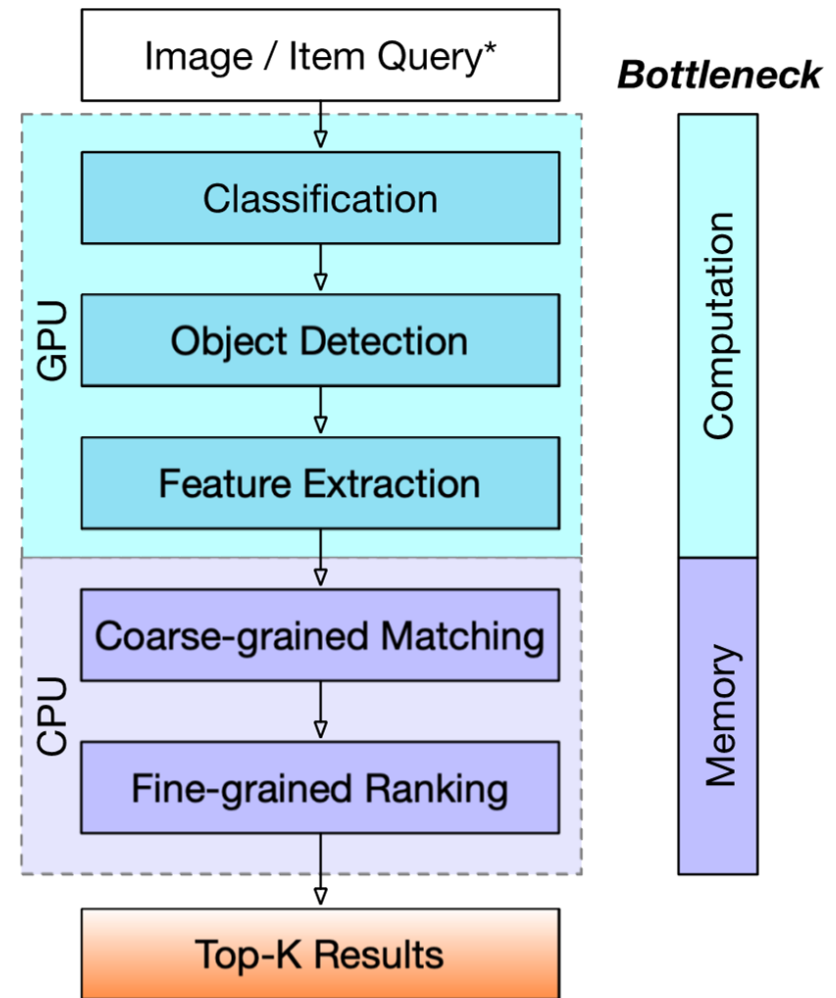 Image / Item Query*
Bottleneck
Classification
Object Detection
Feature Extraction
GPU
Computation
Coarse-grained Matching
Fine-grained Ranking
CPU
Memory
Top-K Results